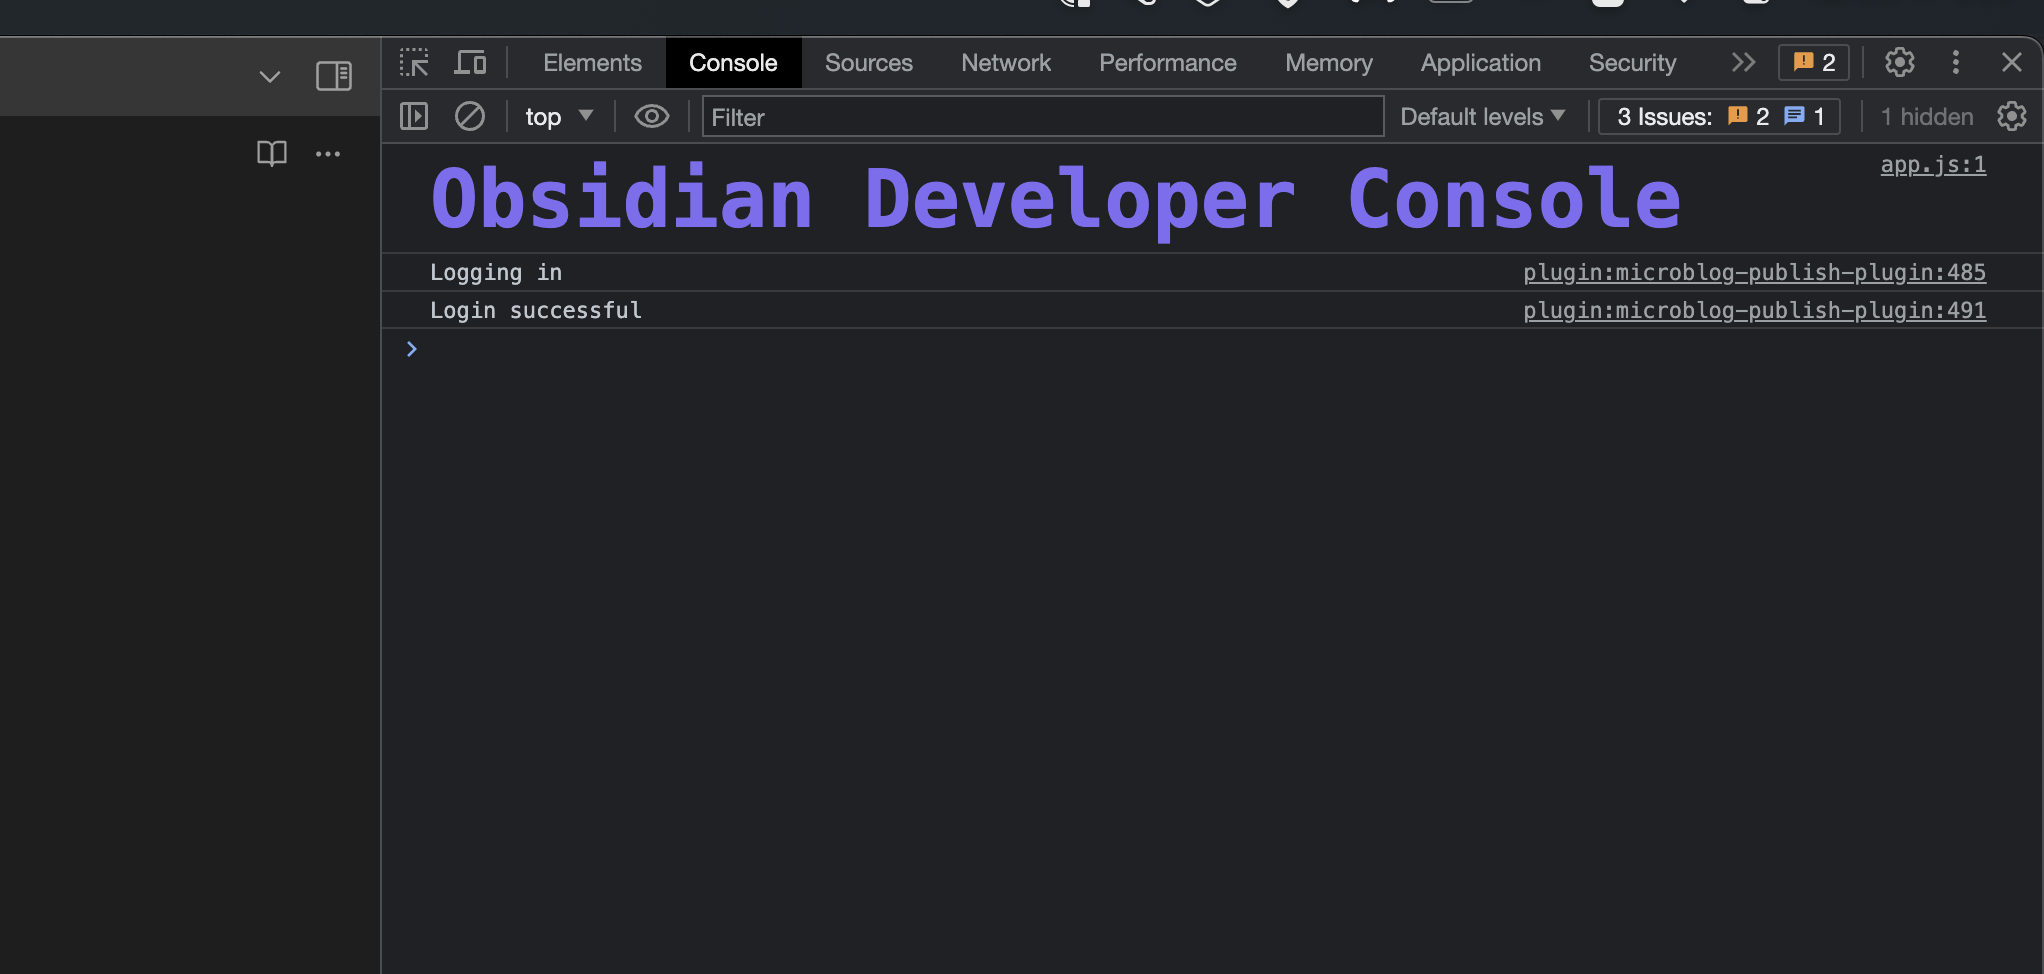 Elements Console Sources Network Performance Memory Application Security 2
top Filter Default levels 3 Issues: 2 1 1 hidden
Obsidian Developer Console app.js:1
Logging in plugin:microblog-publish-plugin:485
Login successful plugin:microblog-publish-plugin:491